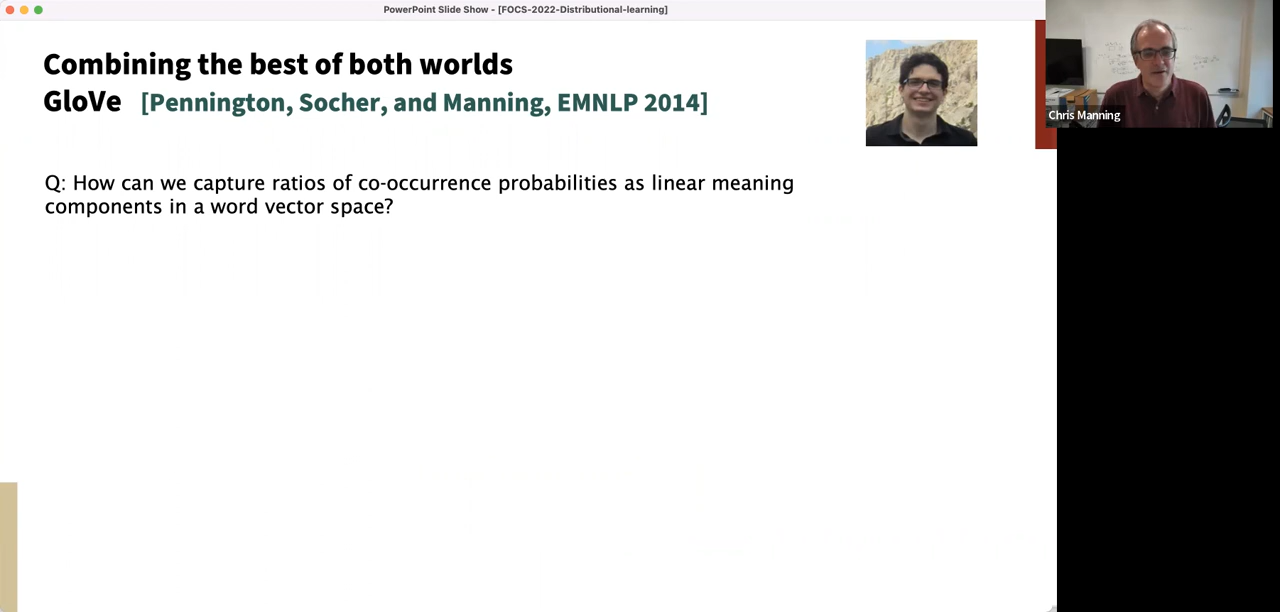 PowerPoint Slide Show - [FOCS-2022-Distributional-learning]
Combining the best of both worlds
GloVe [Pennington, Socher, and Manning, EMNLP 2014]
Chris Manning
Q: How can we capture ratios of co-occurrence probabilities as linear meaning
components in a word vector space?